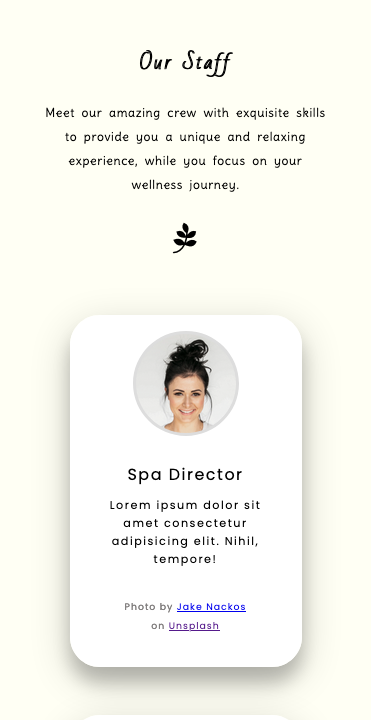 Our Staff
Meet our amazing crew with exquisite skills
to provide you a unique and relaxing
experience, while you focus on your
wellness journey.
Spa Director
Lorem ipsum dolor sit
amet consectetur
adipisicing elit. Nihil,
tempore!
Photo by Jake Nackos
on Unsplash